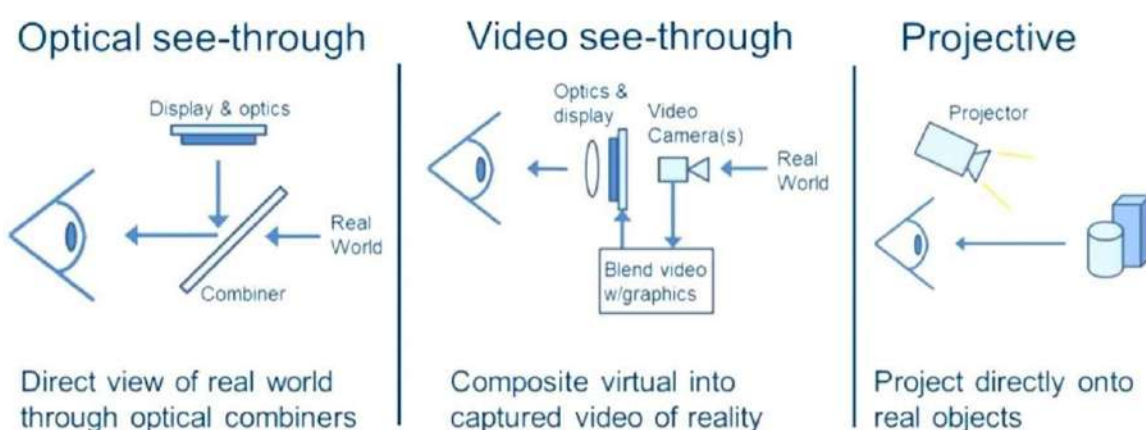 Optical see-through
Display & optics
Real
World
Combiner
Direct view of real world
through optical combiners
Video see-through
Optics &
display
Video
Camera(s)
Real
World
Blend video
w/graphics
Composite virtual into
captured video of reality
Projective
Projector
Project directly onto
real objects